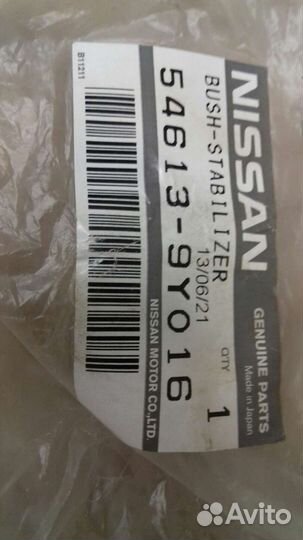 NISSAN
GENUINE PARTS
Made in Japan
BUSH-STABILIZER
13/06/21
QTY
54613-9Y016
1
B11211
NISSAN MOTOR CO.,LTD.
Avito